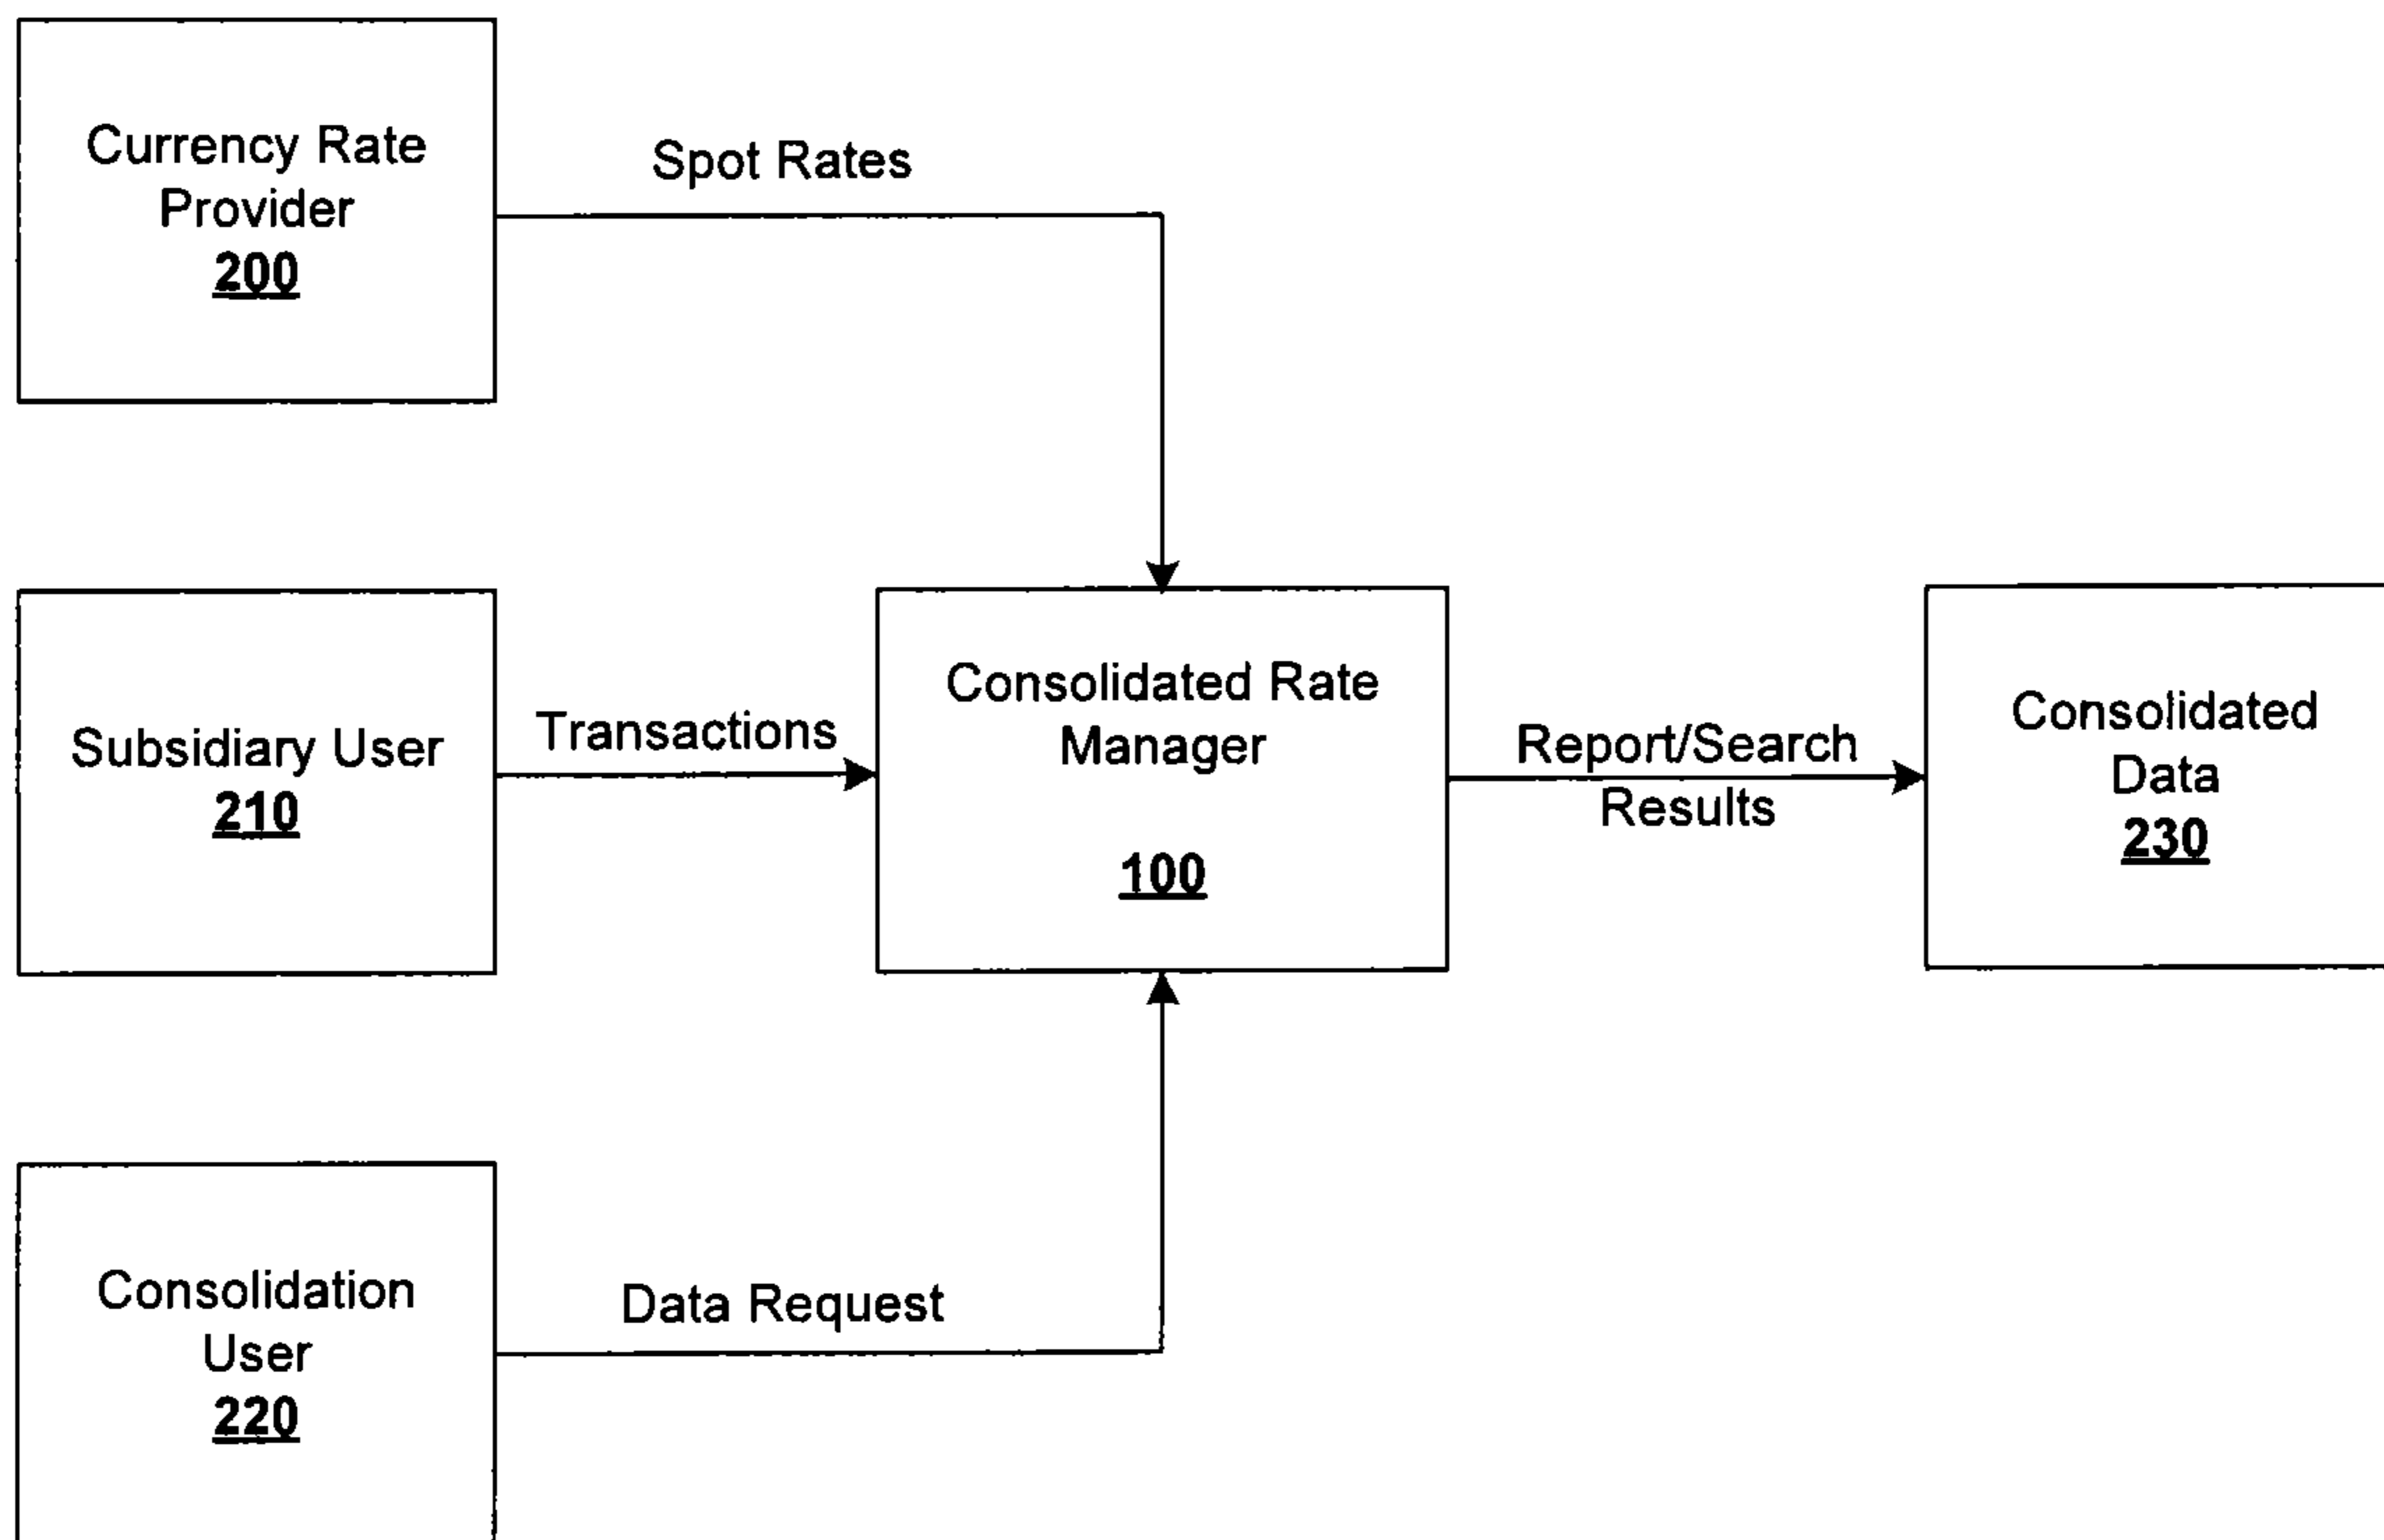 Currency Rate
Provider
200
Spot Rates
Subsidiary User
210
Transactions
Consolidated Rate
Manager
100
Report/Search
Results
Consolidated
Data
230
Consolidation
User
220
Data Request